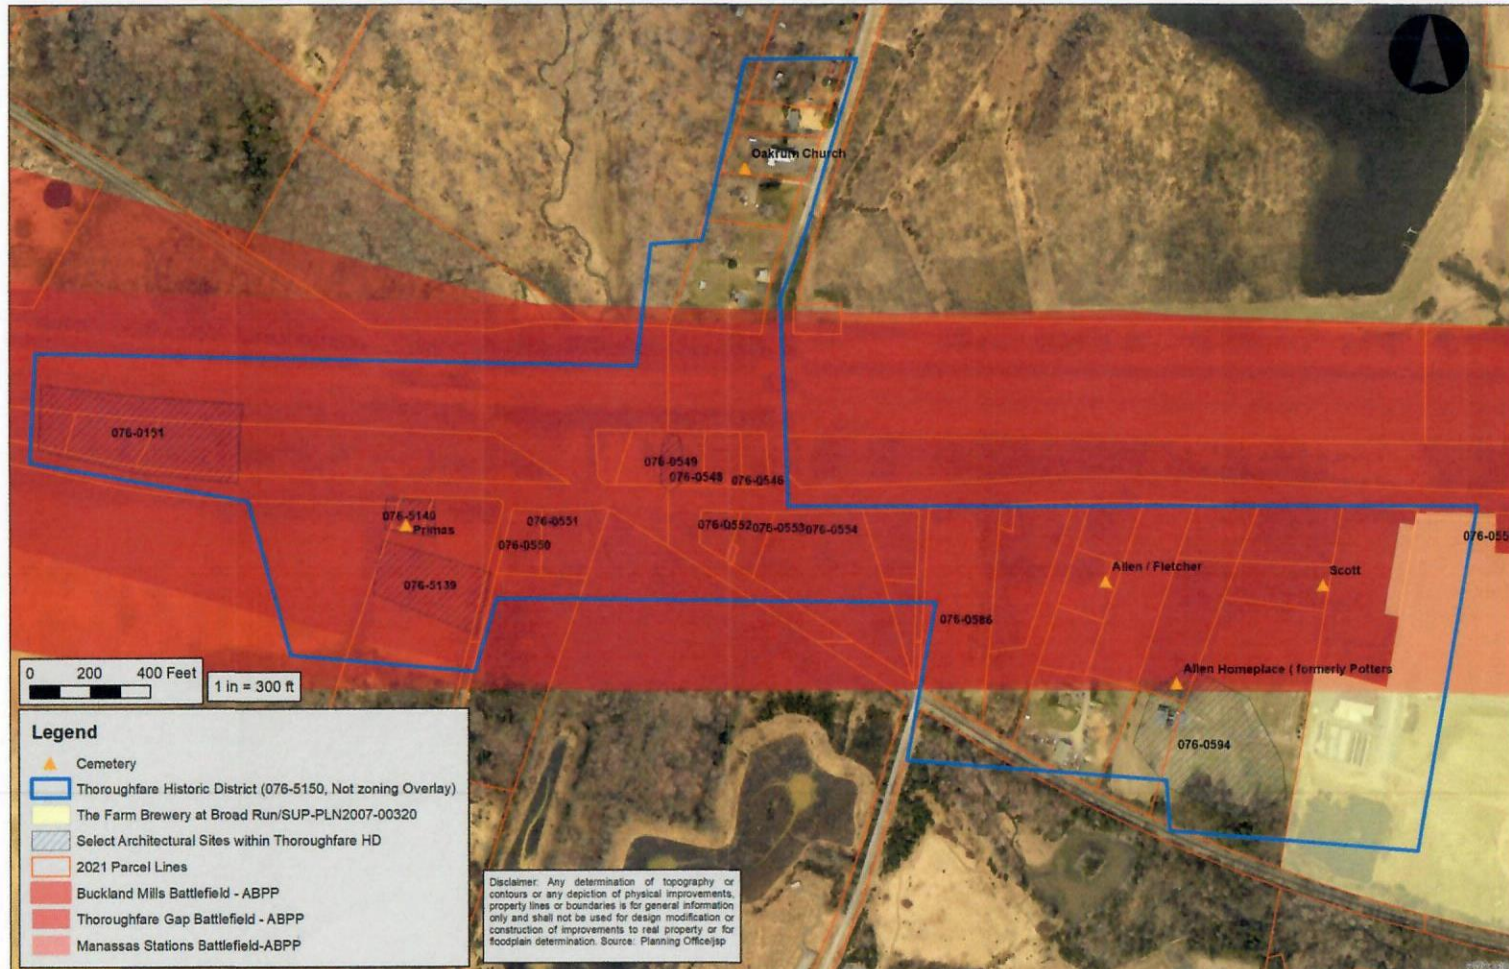 Oakrum Church
076-0151
076-0549
076-0548
076-0546
076-5140
Primas
076-0551
076-0550
076-0552
076-0553
076-0554
076-055
076-5139
Allen / Fletcher
Scott
076-0586
Allen Homeplace ( formerly Potters
076-0594
0 200 400 Feet
1 in = 300 ft
Legend
Cemetery
Thoroughfare Historic District (076-5150, Not zoning Overlay)
The Farm Brewery at Broad Run/SUP-PLN2007-00320
Select Architectural Sites within Thoroughfare HD
2021 Parcel Lines
Buckland Mills Battlefield - ABPP
Thoroughfare Gap Battlefield - ABPP
Manassas Stations Battlefield-ABPP
Disclaimer: Any determination of topography or
contours or any depiction of physical improvements,
property lines or boundaries is for general information
only and shall not be used for design modification or
construction of improvements to real property or for
floodplain determination. Source: Planning Office/jsp